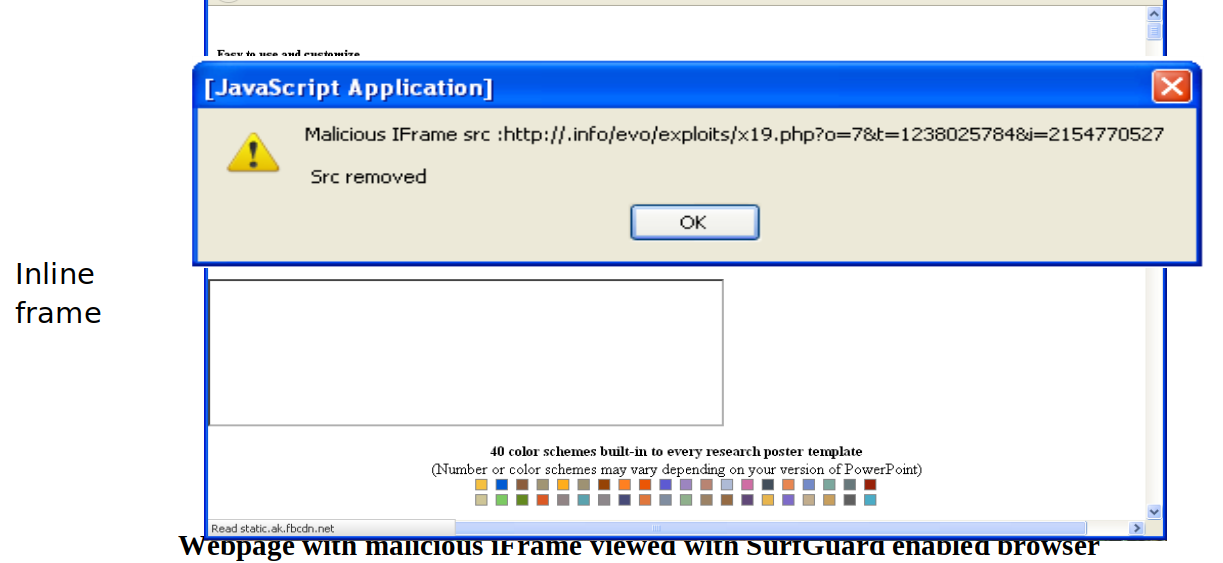 Easy to use and customize
[JavaScript Application]
Malicious IFrame src :http://.info/evo/exploits/x19.php?o=7&t=1238025784&i=2154770527
Src removed
OK
Inline
frame
40 color schemes built-in to every research poster template
(Number or color schemes may vary depending on your version of PowerPoint)
Read static.ak.fbcdn.net
Webpage with malicious iFrame viewed with SurfGuard enabled browser